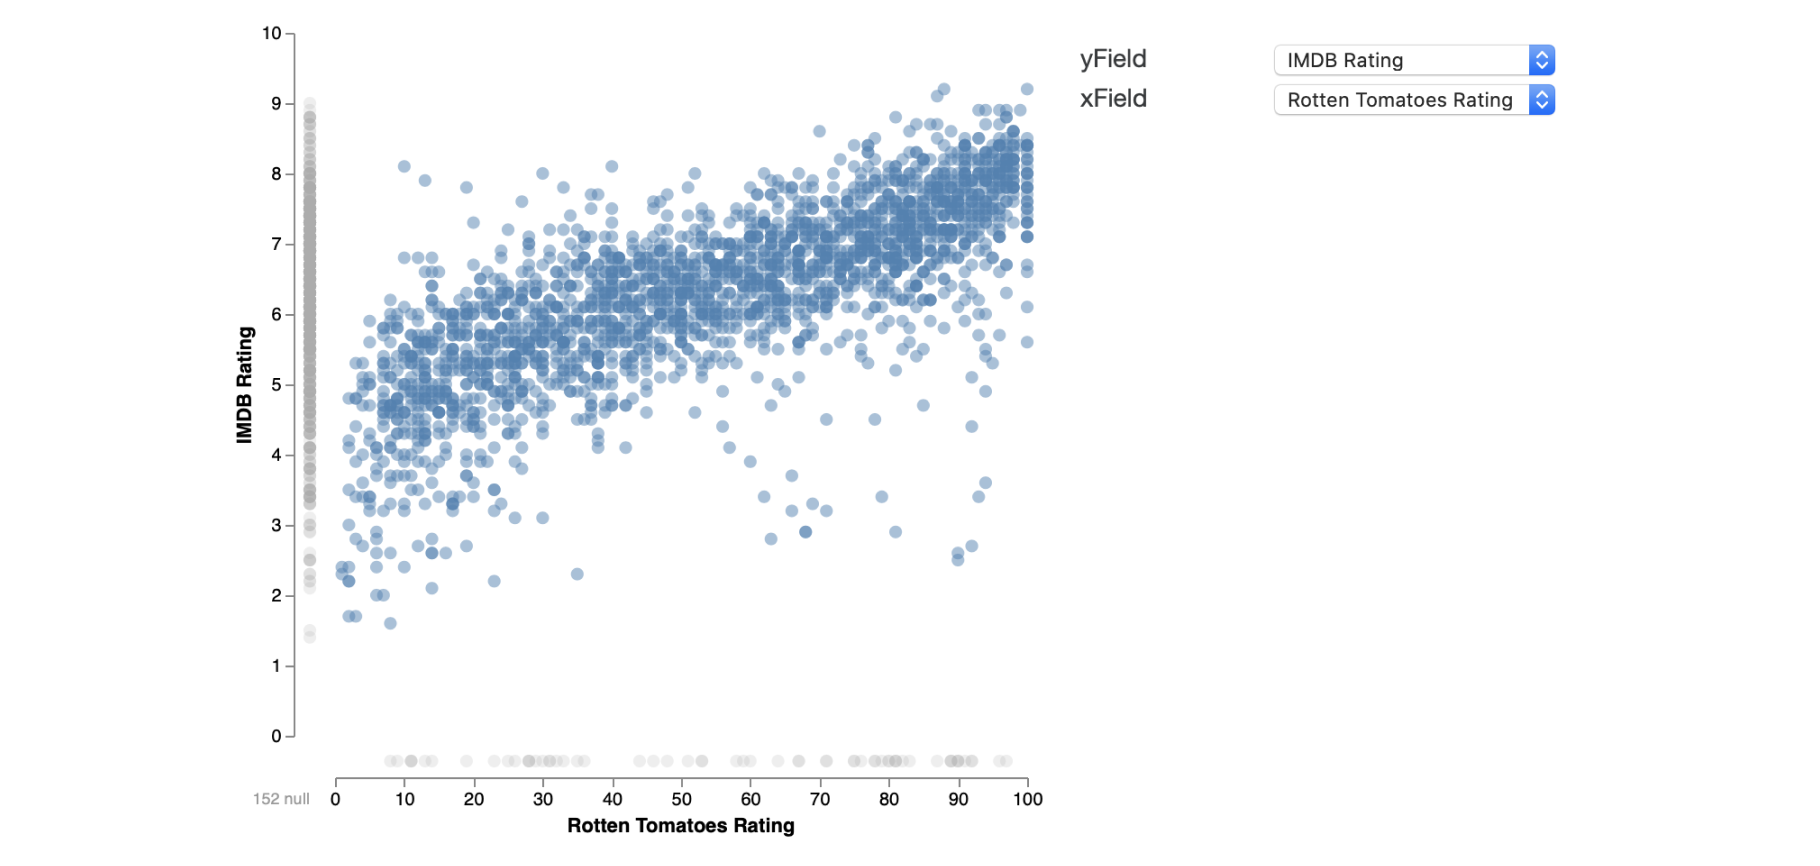 yField IMDB Rating
xField Rotten Tomatoes Rating
10
9
8
7
6
5
4
3
2
1
0
IMDB Rating
152 null
0 10 20 30 40 50 60 70 80 90 100
Rotten Tomatoes Rating